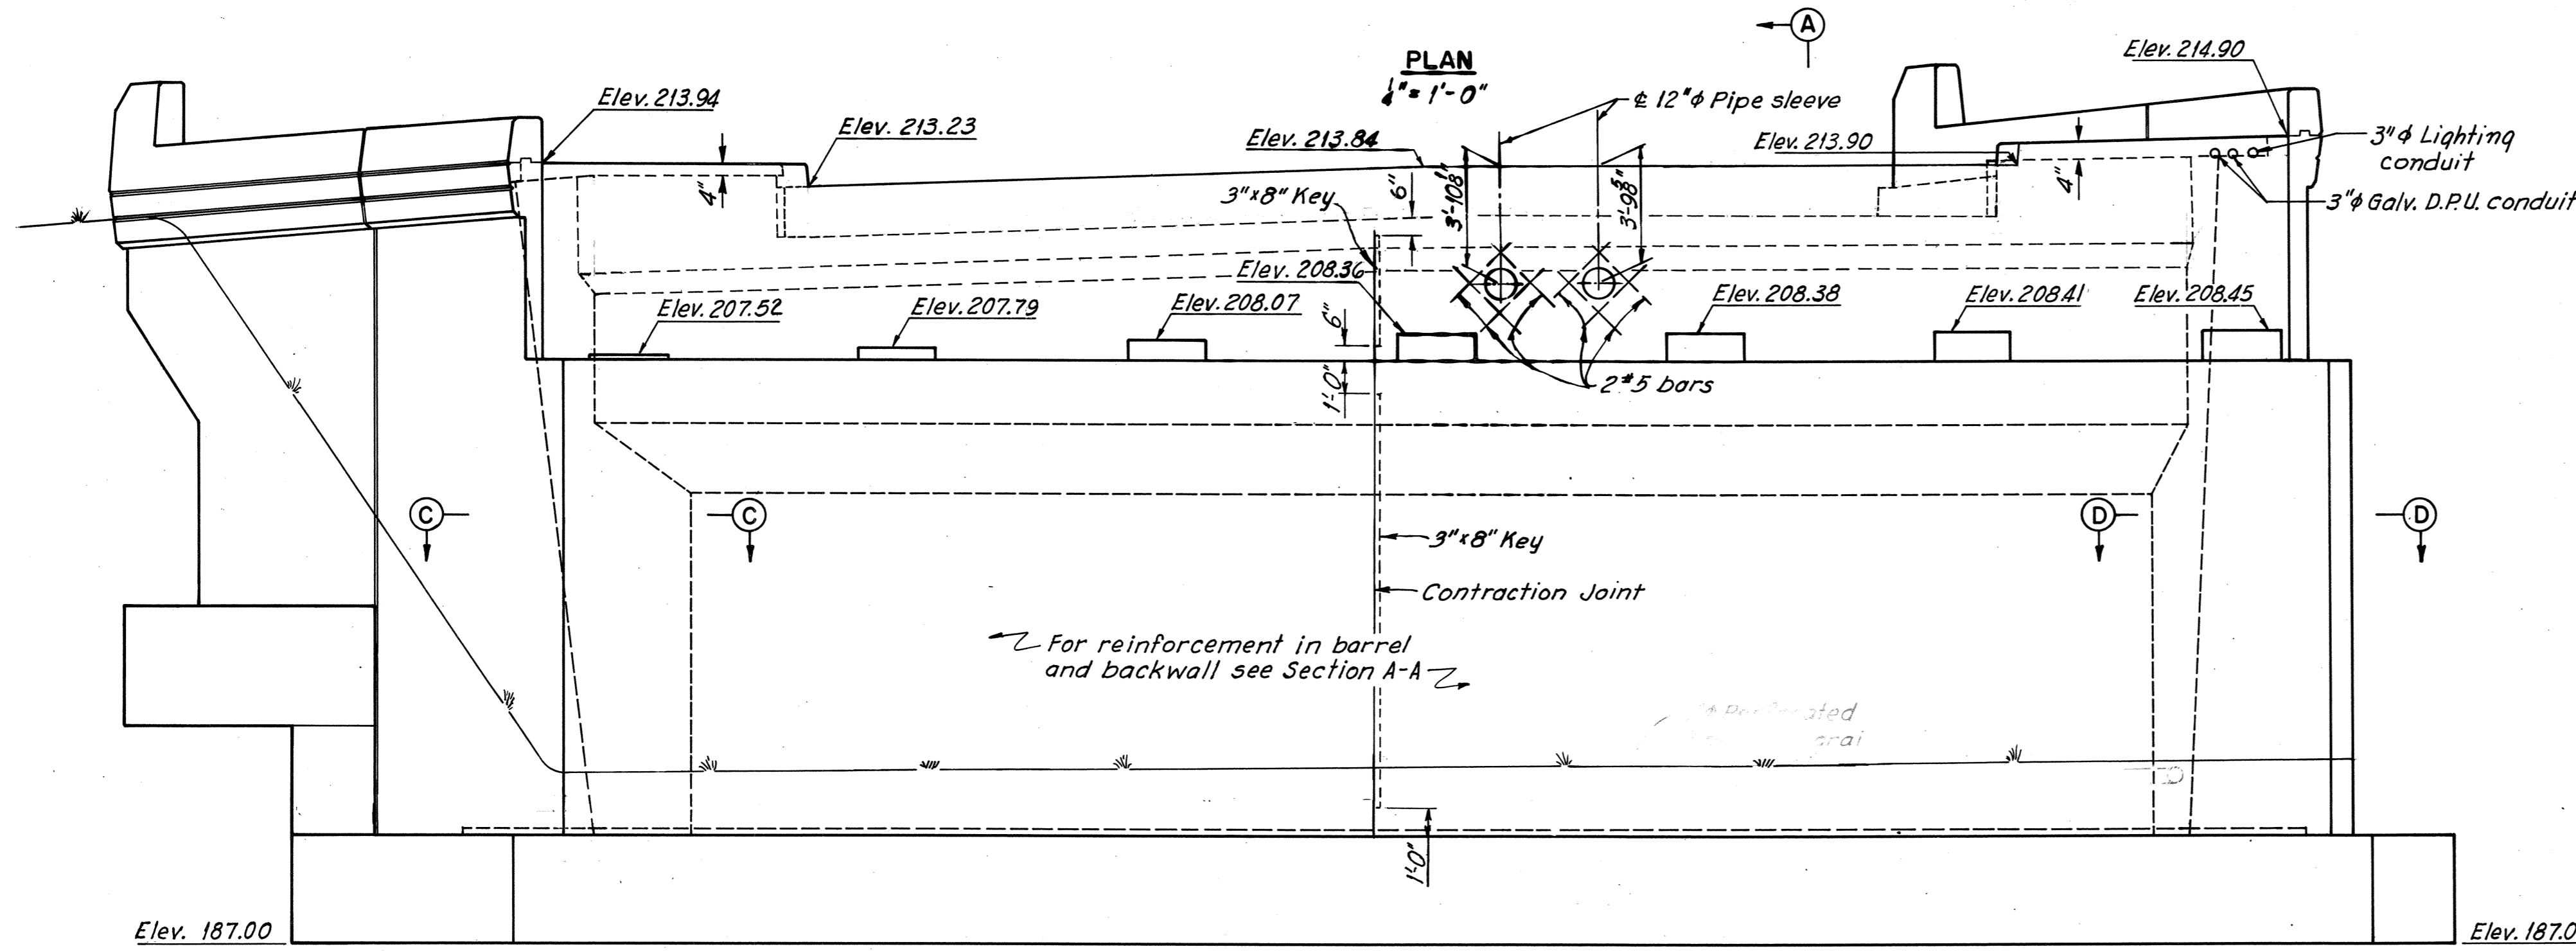 A
PLAN
¼" = 1'-0"
Elev. 214.90
Elev. 213.94
℄ 12"φ Pipe sleeve
Elev. 213.23
Elev. 213.84
Elev. 213.90
3"φ Lighting
conduit
4"
3"x8" Key
6"
3'-10⅛"
3'-9⅝"
4"
3"φ Galv. D.P.U. conduit
Elev. 208.36
Elev. 207.52
Elev. 207.79
Elev. 208.07
Elev. 208.38
Elev. 208.41
Elev. 208.45
6"
1'-0"
2 #5 bars
C
C
D
D
3"x8" Key
Contraction Joint
For reinforcement in barrel
and backwall see Section A-A
1'-0"
Elev. 187.00
Elev. 187.0